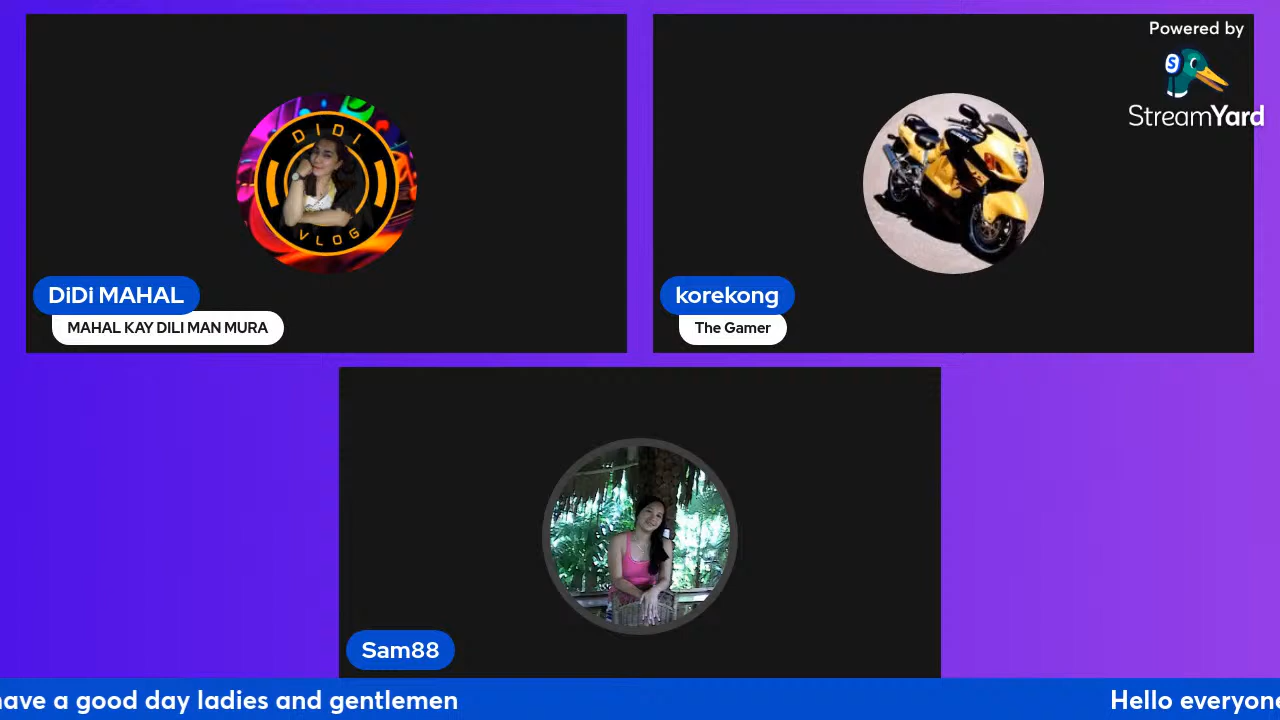 Powered by
StreamYard
DIDI
VLOG
DiDi MAHAL
MAHAL KAY DILI MAN MURA
korekong
The Gamer
Sam88
have a good day ladies and gentlemen
Hello everyone